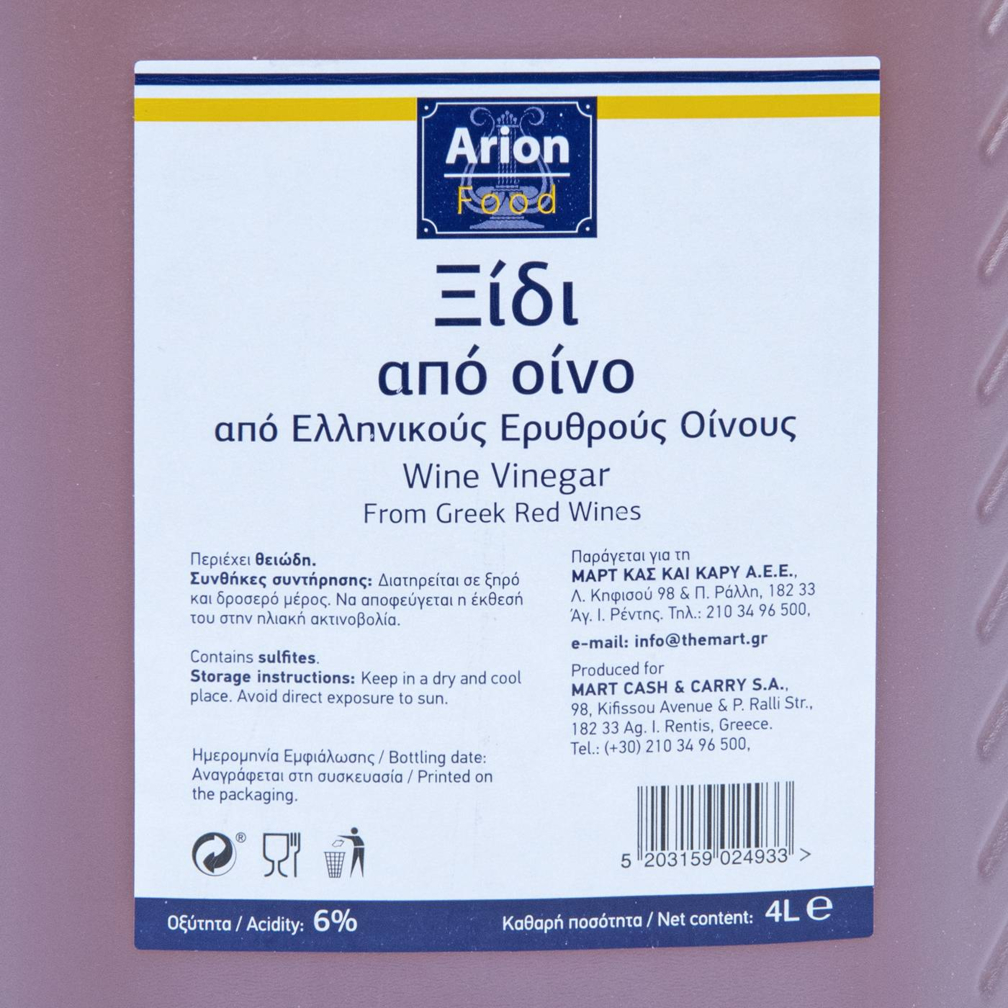 Arion
Food
Ξίδι
από οίνο
από Ελληνικούς Ερυθρούς Οίνους
Wine Vinegar
From Greek Red Wines
Περιέχει θειώδη.
Συνθήκες συντήρησης: Διατηρείται σε ξηρό
και δροσερό μέρος. Να αποφεύγεται η έκθεσή
του στην ηλιακή ακτινοβολία.
Contains sulfites.
Storage instructions: Keep in a dry and cool
place. Avoid direct exposure to sun.
Ημερομηνία Εμφιάλωσης / Bottling date:
Αναγράφεται στη συσκευασία / Printed on
the packaging.
®
Παράγεται για τη
ΜΑΡΤ ΚΑΣ ΚΑΙ ΚΑΡΥ Α.Ε.Ε.,
Λ. Κηφισού 98 & Π. Ράλλη, 182 33
Άγ. Ι. Ρέντης. Τηλ.: 210 34 96 500,
e-mail: info@themart.gr
Produced for
MART CASH & CARRY S.A.,
98, Kifissou Avenue & P. Ralli Str.,
182 33 Ag. I. Rentis, Greece.
Tel.: (+30) 210 34 96 500,
5 203159 024933 >
Οξύτητα / Acidity: 6%
Καθαρή ποσότητα / Net content: 4L e